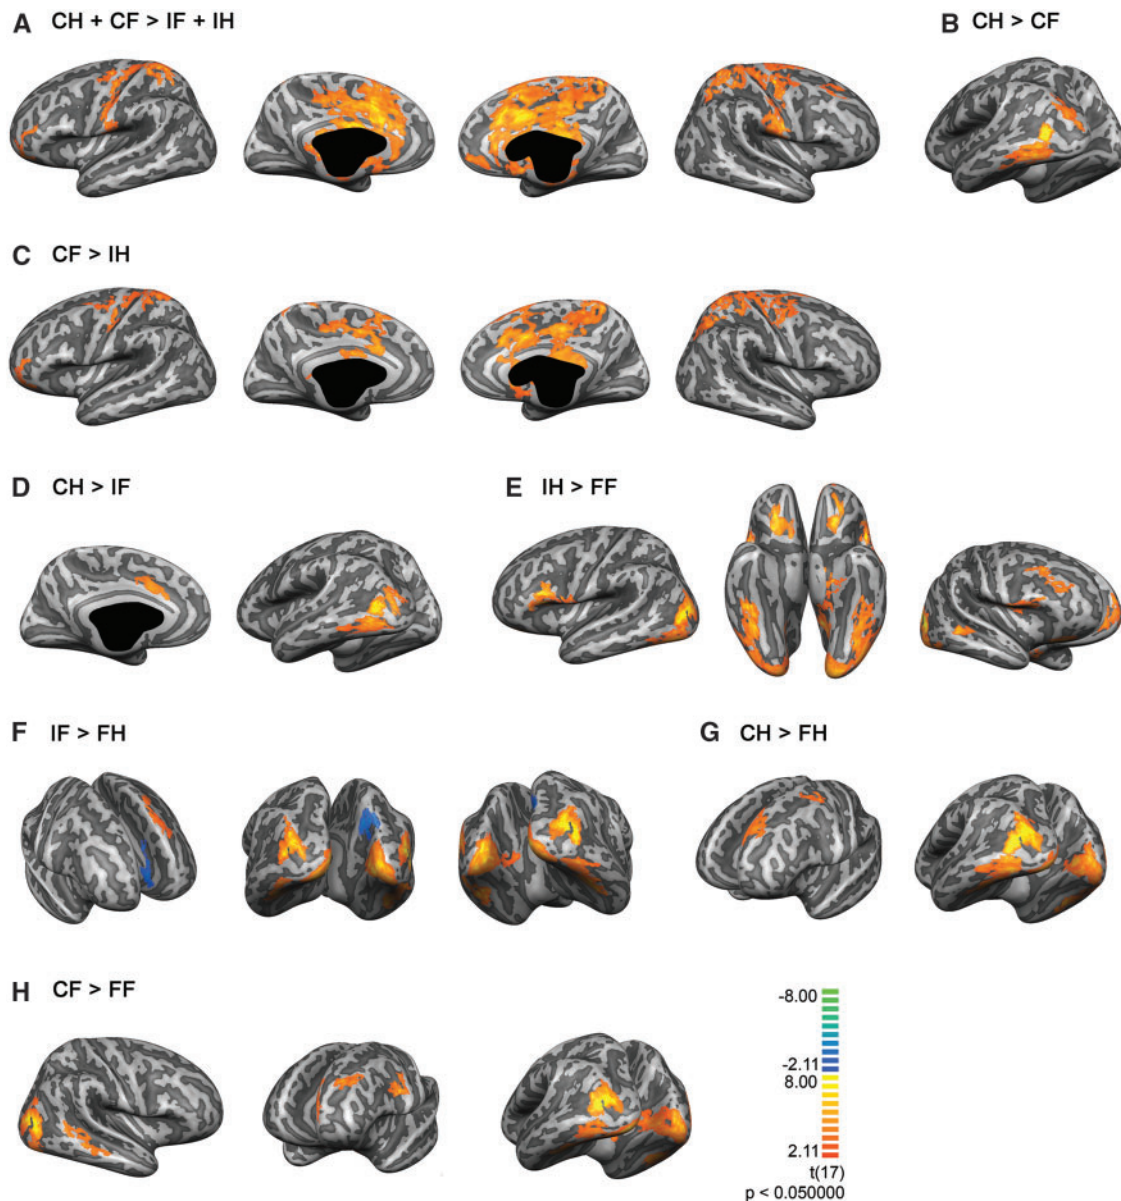 A CH + CF > IF + IH
B CH > CF
C CF > IH
D CH > IF
E IH > FF
F IF > FH
G CH > FH
H CF > FF
-8.00
-2.11
8.00
2.11
t(17)
p < 0.050000